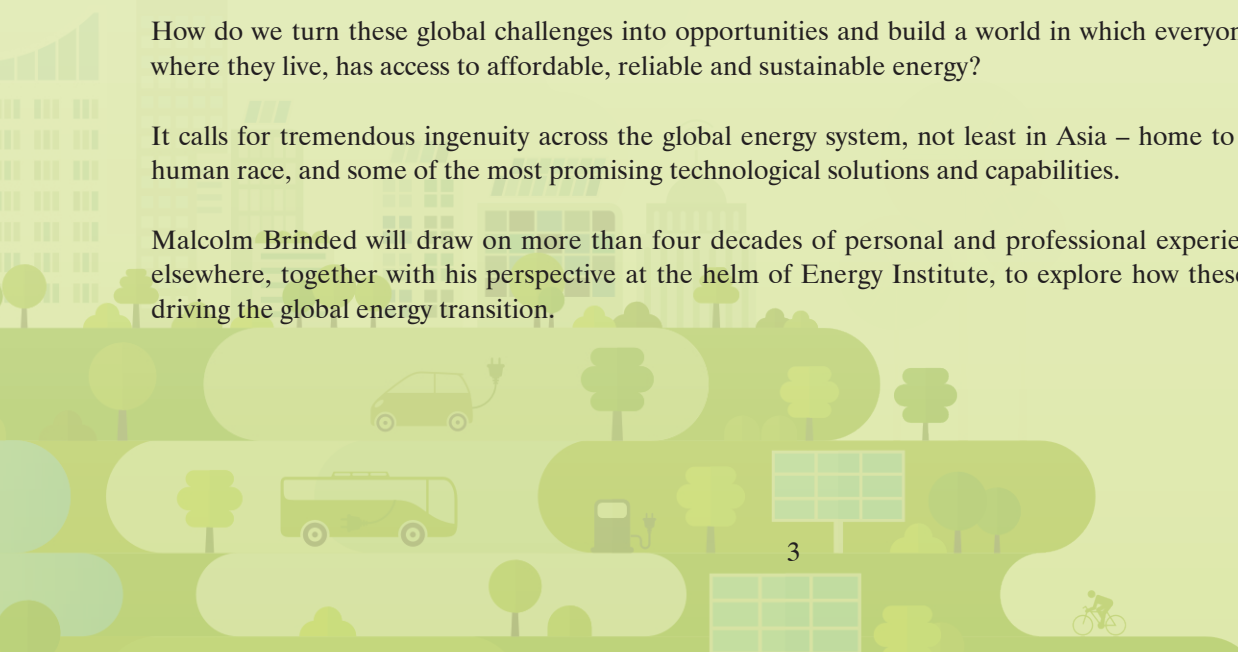 How do we turn these global challenges into opportunities and build a world in which
where they live, has access to affordable, reliable and sustainable energy?
It calls for tremendous ingenuity across the global energy system, not least in Asia – home to
human race, and some of the most promising technological solutions and capabilities.
Malcolm Brinded will draw on more than four decades of personal and professional
elsewhere, together with his perspective at the helm of Energy Institute, to explore how these
driving the global energy transition.
3